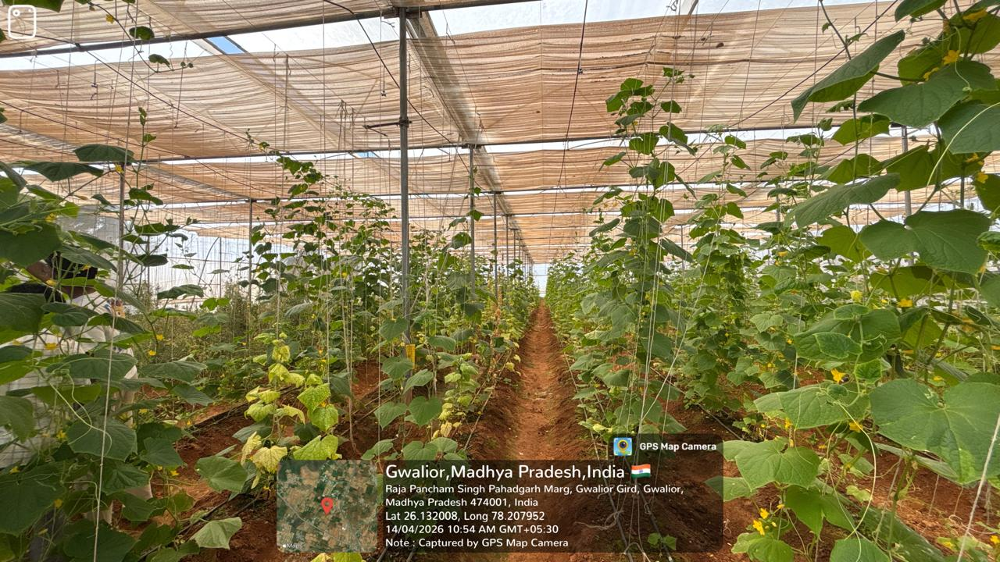 GPS Map Camera
Gwalior,Madhya Pradesh,India 🇮🇳
Raja Pancham Singh Pahadgarh Marg, Gwalior Gird, Gwalior,
Madhya Pradesh 474001, India
Lat 26.132008, Long 78.207952
14/04/2026 10:54 AM GMT+05:30
Note : Captured by GPS Map Camera